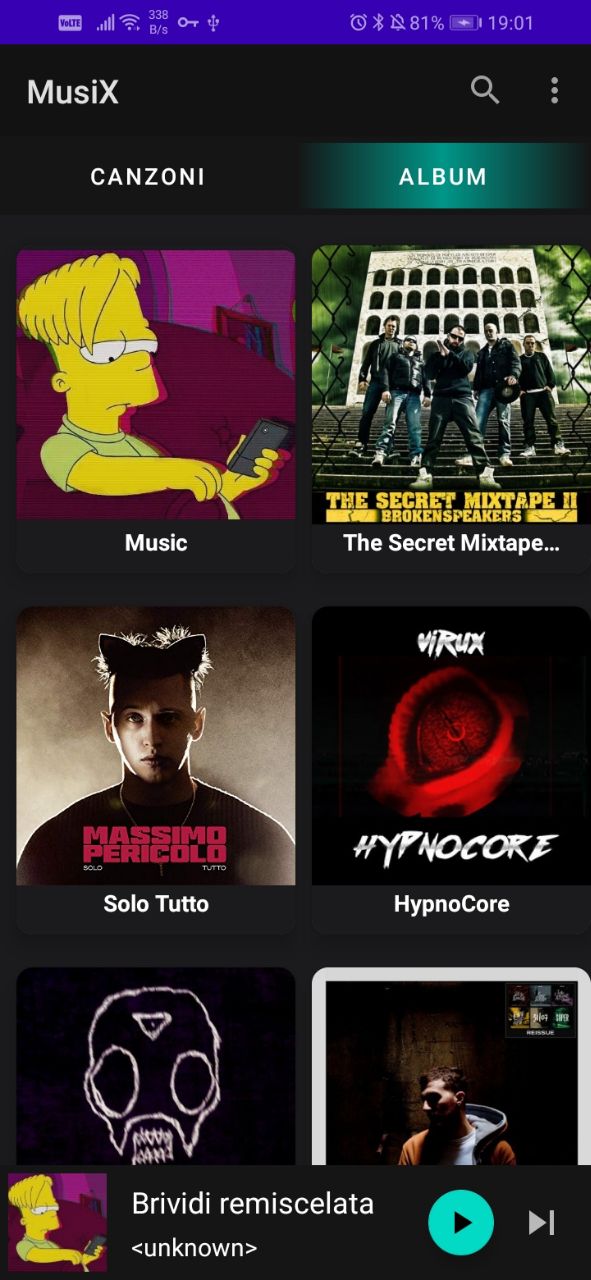 VoLTE 338 B/s 81% 19:01
MusiX
CANZONI ALBUM
THE SECRET MIXTAPE II
BROKENSPEAKERS
Music The Secret Mixtape…
MASSIMO
PERICOLO
SOLO TUTTO
ViRUX
HYPNOCORE
Solo Tutto HypnoCore
SUPER
REISSUE
Brividi remiscelata
<unknown>